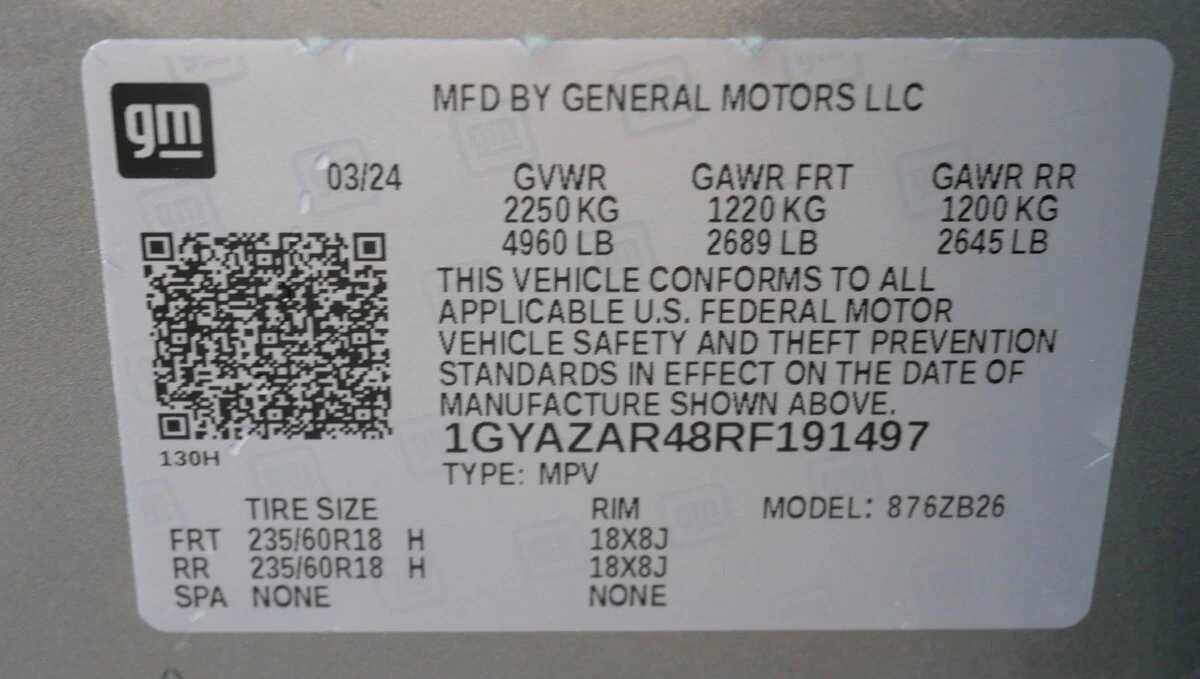 gm
MFD BY GENERAL MOTORS LLC
03/24 GVWR GAWR FRT GAWR RR
2250 KG 1220 KG 1200 KG
4960 LB 2689 LB 2645 LB
THIS VEHICLE CONFORMS TO ALL
APPLICABLE U.S. FEDERAL MOTOR
VEHICLE SAFETY AND THEFT PREVENTION
STANDARDS IN EFFECT ON THE DATE OF
MANUFACTURE SHOWN ABOVE.
1GYAZAR48RF191497
130H
TYPE: MPV
TIRE SIZE RIM MODEL: 876ZB26
FRT 235/60R18 H 18X8J
RR 235/60R18 H 18X8J
SPA NONE NONE